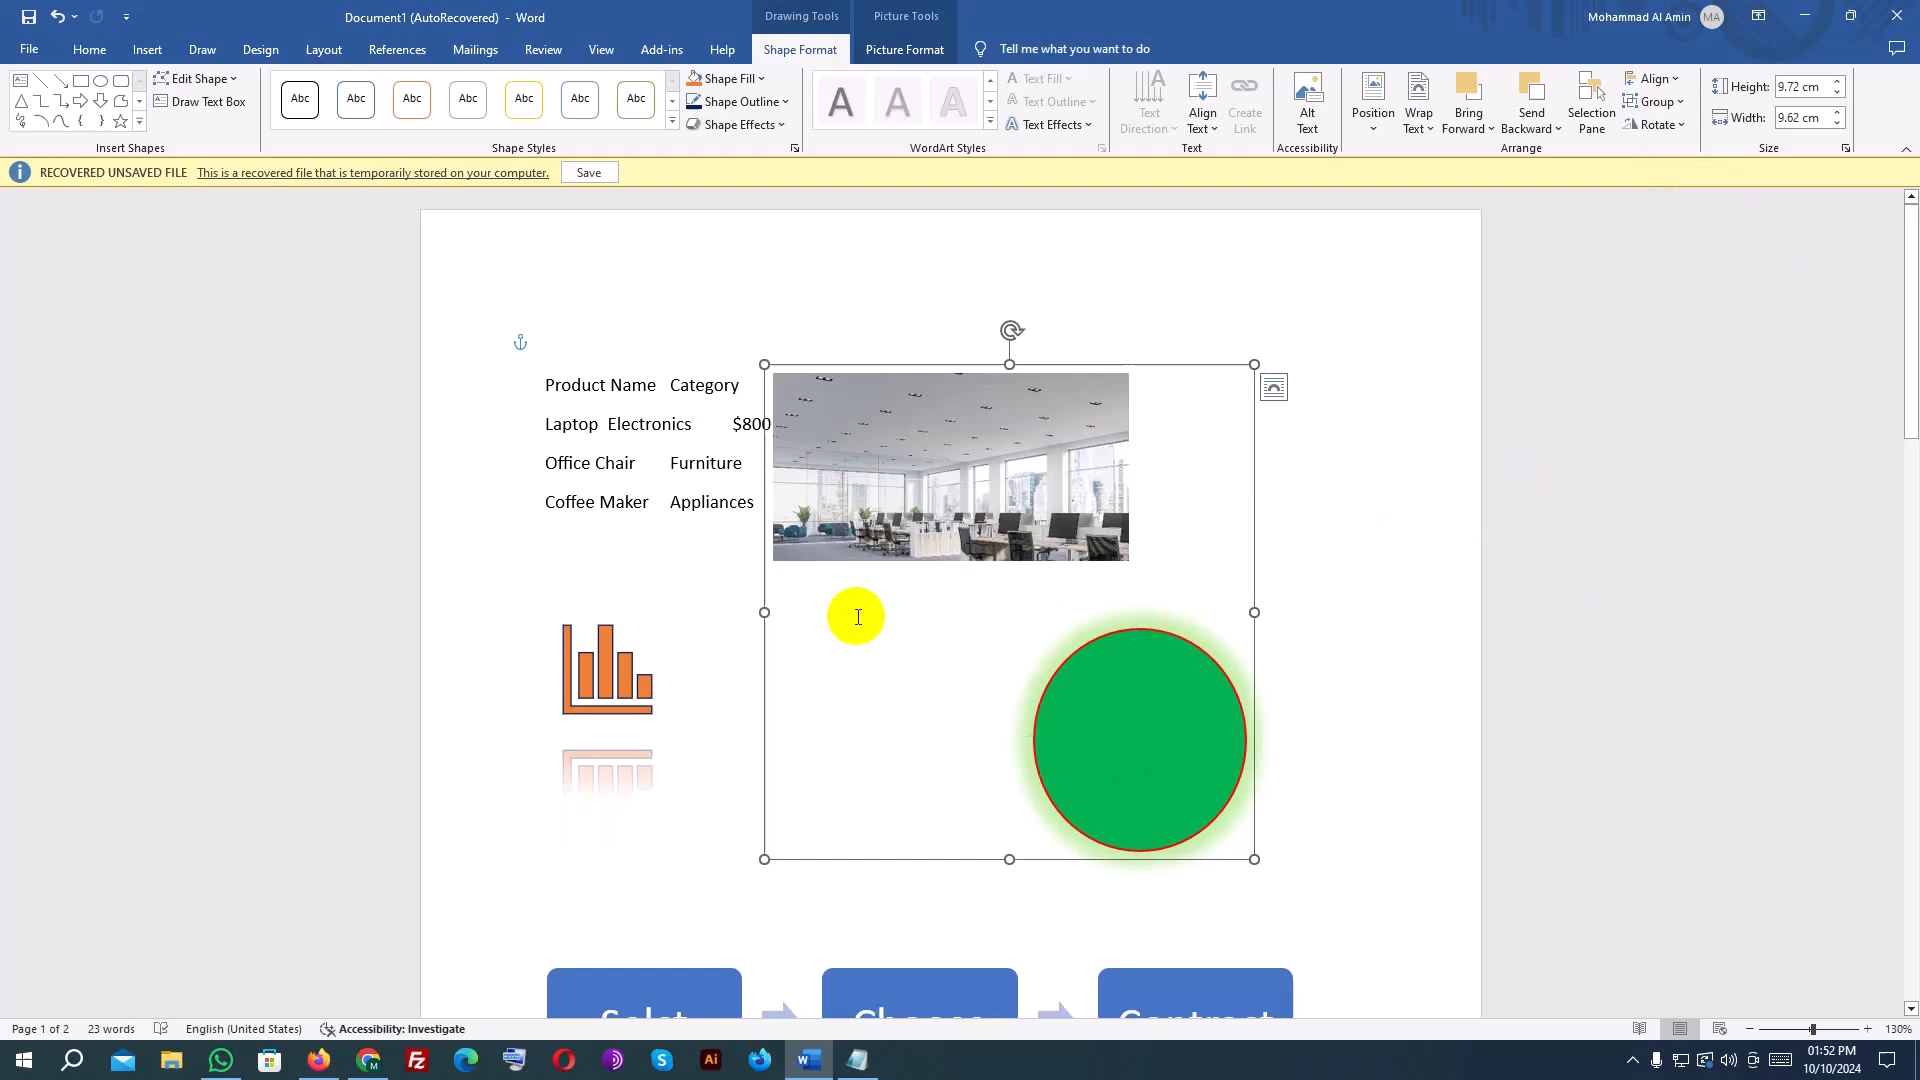 Document1 (AutoRecovered) - Word
Drawing Tools
Picture Tools
Mohammad Al Amin
MA
File
Home
Insert
Draw
Design
Layout
References
Mailings
Review
View
Add-ins
Help
Shape Format
Picture Format
Tell me what you want to do
Edit Shape
Draw Text Box
Insert Shapes
Abc
Abc
Abc
Abc
Abc
Abc
Abc
Shape Fill
Shape Outline
Shape Effects
Shape Styles
A
A
A
Text Fill
Text Outline
Text Effects
WordArt Styles
Text Direction
Align Text
Create Link
Text
Alt Text
Accessibility
Position
Wrap Text
Bring Forward
Send Backward
Selection Pane
Align
Group
Rotate
Arrange
Height: 9.72 cm
Width: 9.62 cm
Size
RECOVERED UNSAVED FILE
This is a recovered file that is temporarily stored on your computer.
Save
Product Name Category
Laptop Electronics $800
Office Chair Furniture
Coffee Maker Appliances
Page 1 of 2
23 words
English (United States)
Accessibility: Investigate
130%
01:52 PM
10/10/2024